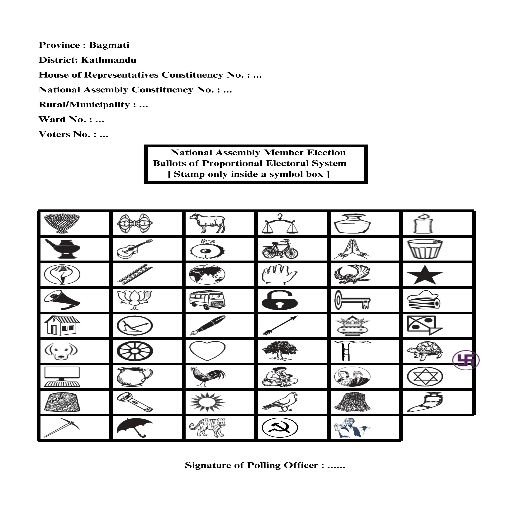 Province : Bagmati
District: Kathmandu
House of Representatives Constituency No. : ...
National Assembly Constituency No. : ...
Rural/Municipality : ...
Ward No. : ...
Voters No. : ...
National Assembly Member Election
Ballots of Proportional Electoral System
[ Stamp only inside a symbol box ]
Signature of Polling Officer : ......